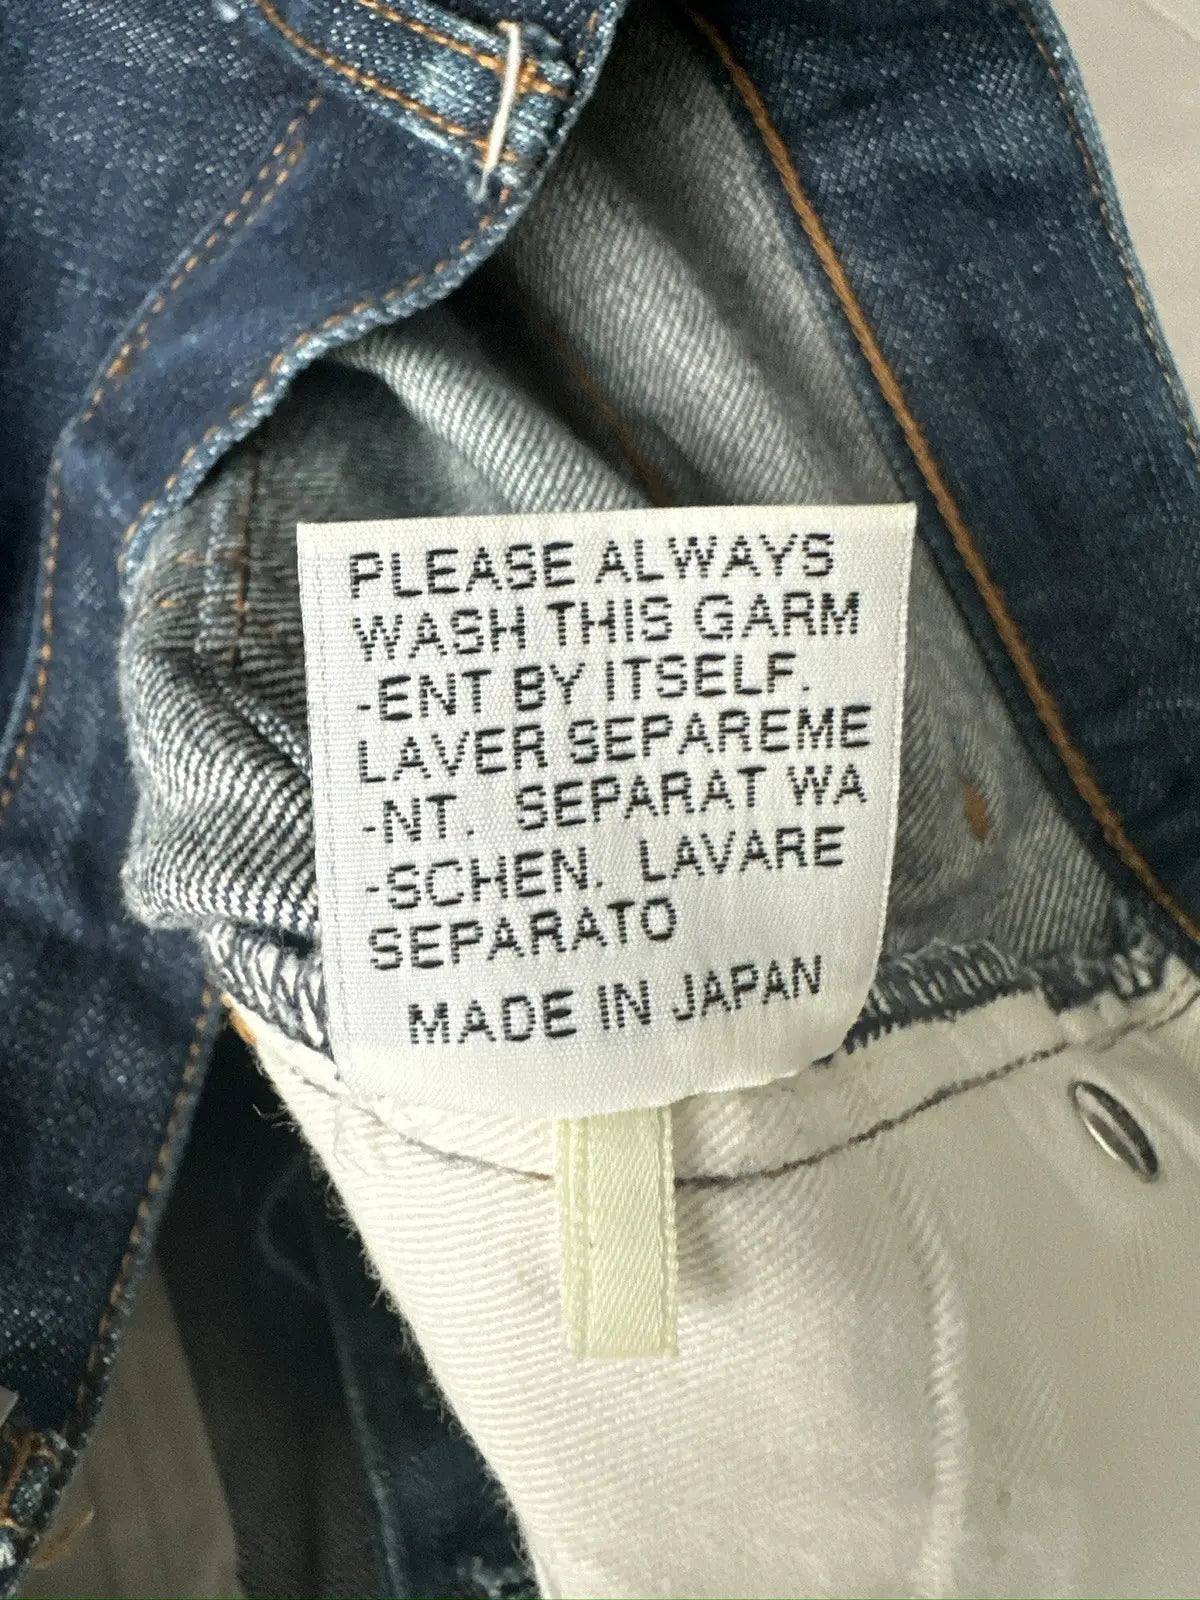 PLEASE ALWAYS
WASH THIS GARM
-ENT BY ITSELF.
LAVER SEPAREME
-NT. SEPARAT WA
-SCHEN. LAVARE
SEPARATO
MADE IN JAPAN